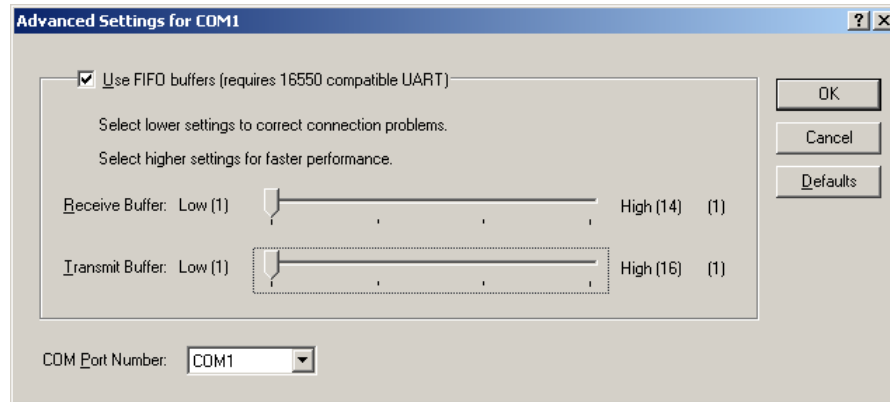 Advanced Settings for COM1
Use FIFO buffers (requires 16550 compatible UART)
OK
Select lower settings to correct connection problems.
Cancel
Select higher settings for faster performance.
Defaults
Receive Buffer: Low (1) High (14) (1)
Transmit Buffer: Low (1) High (16) (1)
COM Port Number: COM1